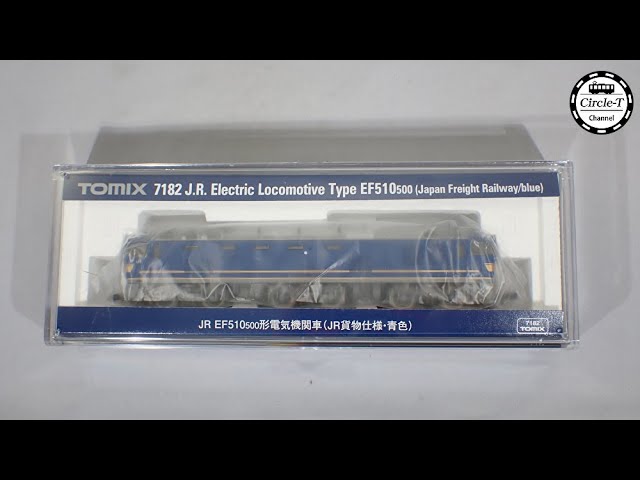 Circle-T
Channel
TOMIX 7182 J.R. Electric Locomotive Type EF510500 (Japan Freight Railway/blue)
JR EF510500形電気機関車(JR貨物仕様・青色)
7182
TOMIX